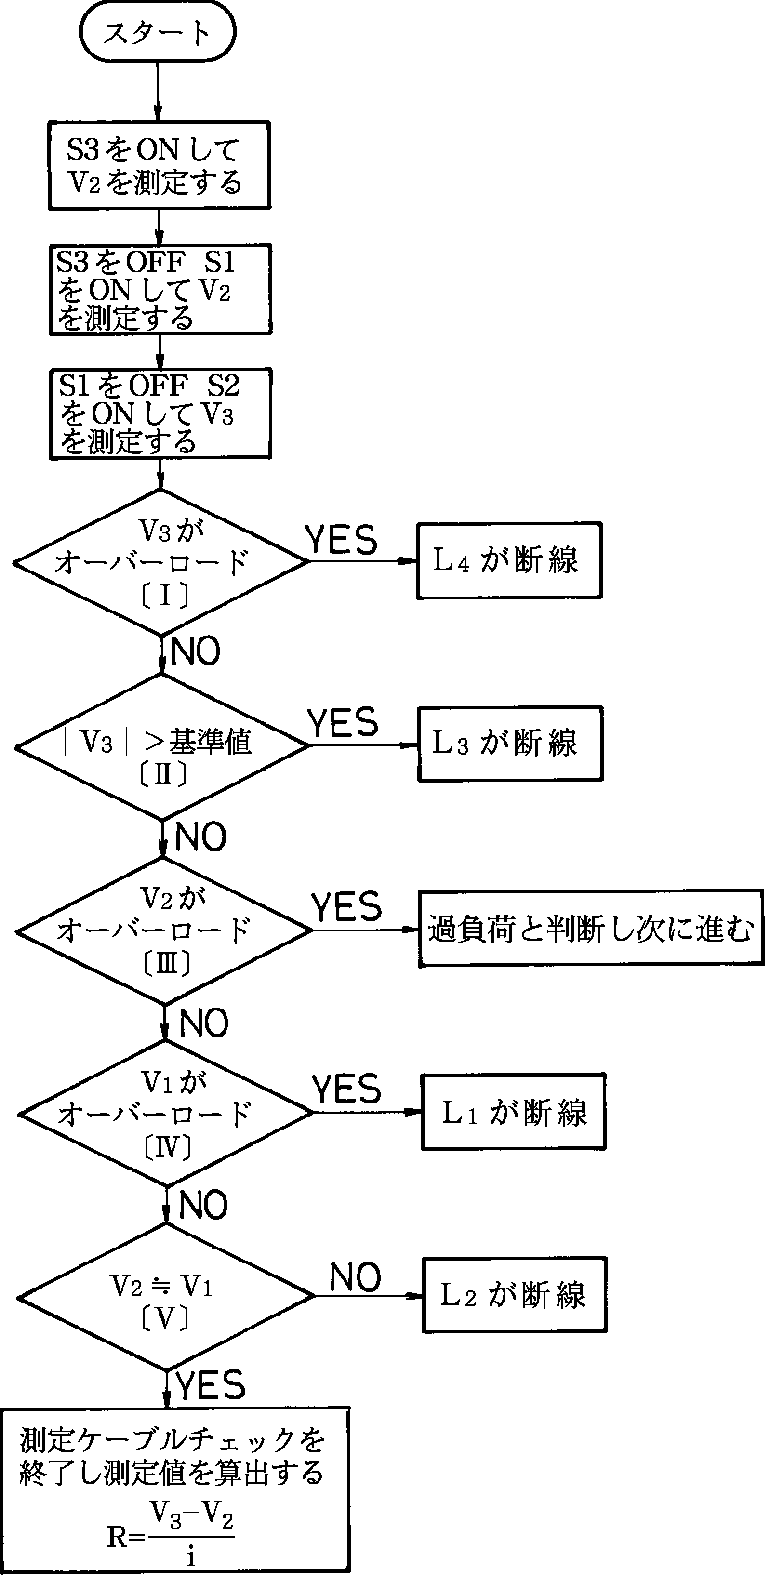 スタート
S3をONして
V2を測定する
S3をOFF S1
をONしてV2
を測定する
S1をOFF S2
をONしてV3
を測定する
V3が
オーバーロード
〔Ⅰ〕
YES
L4が断線
NO
|V3|>基準値
〔Ⅱ〕
YES
L3が断線
NO
V2が
オーバーロード
〔Ⅲ〕
YES
過負荷と判断し次に進む
NO
V1が
オーバーロード
〔Ⅳ〕
YES
L1が断線
NO
V2≒V1
〔Ⅴ〕
NO
L2が断線
YES
測定ケーブルチェックを
終了し測定値を算出する
R=V3-V2/i